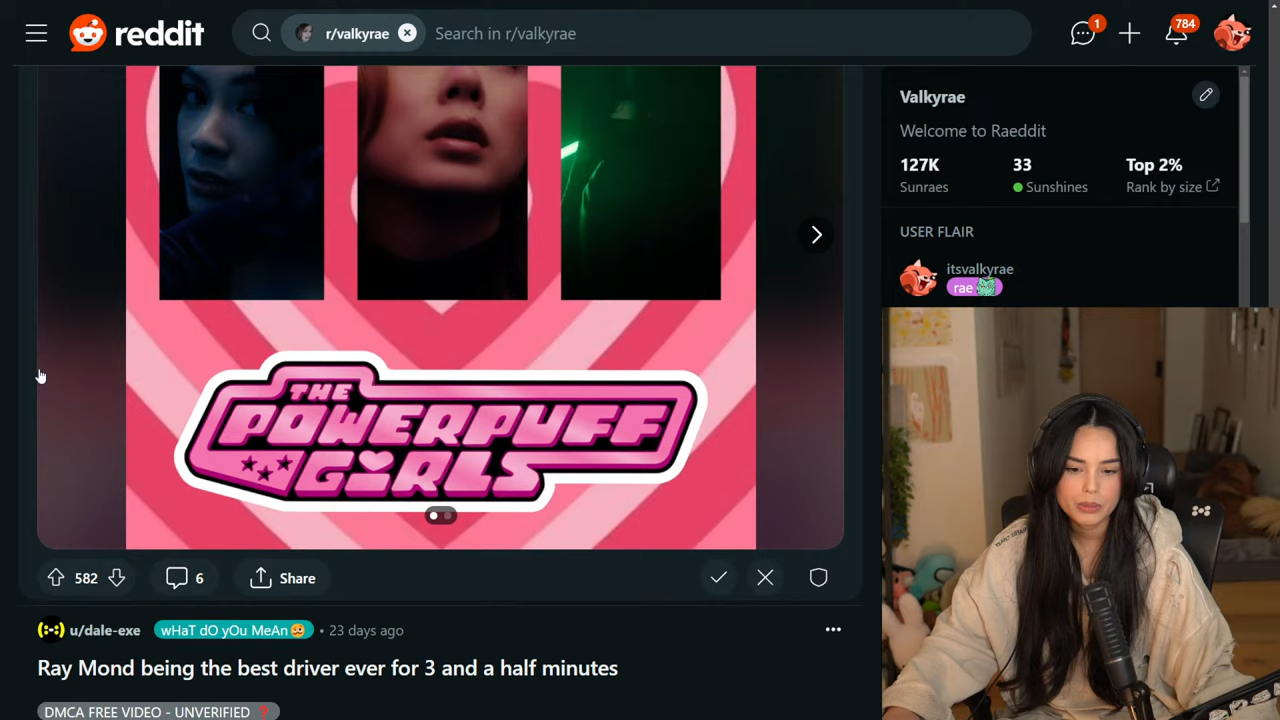 reddit
r/valkyrae
Search in r/valkyrae
1
784
Valkyrae
Welcome to Raeddit
127K
33
Top 2%
Sunraes
Sunshines
Rank by size
USER FLAIR
itsvalkyrae
rae
THE
POWERPUFF
GIRLS
582
6
Share
u/dale-exe
wHaT dO yOu MeAn🥴
• 23 days ago
Ray Mond being the best driver ever for 3 and a half minutes
DMCA FREE VIDEO - UNVERIFIED ❓